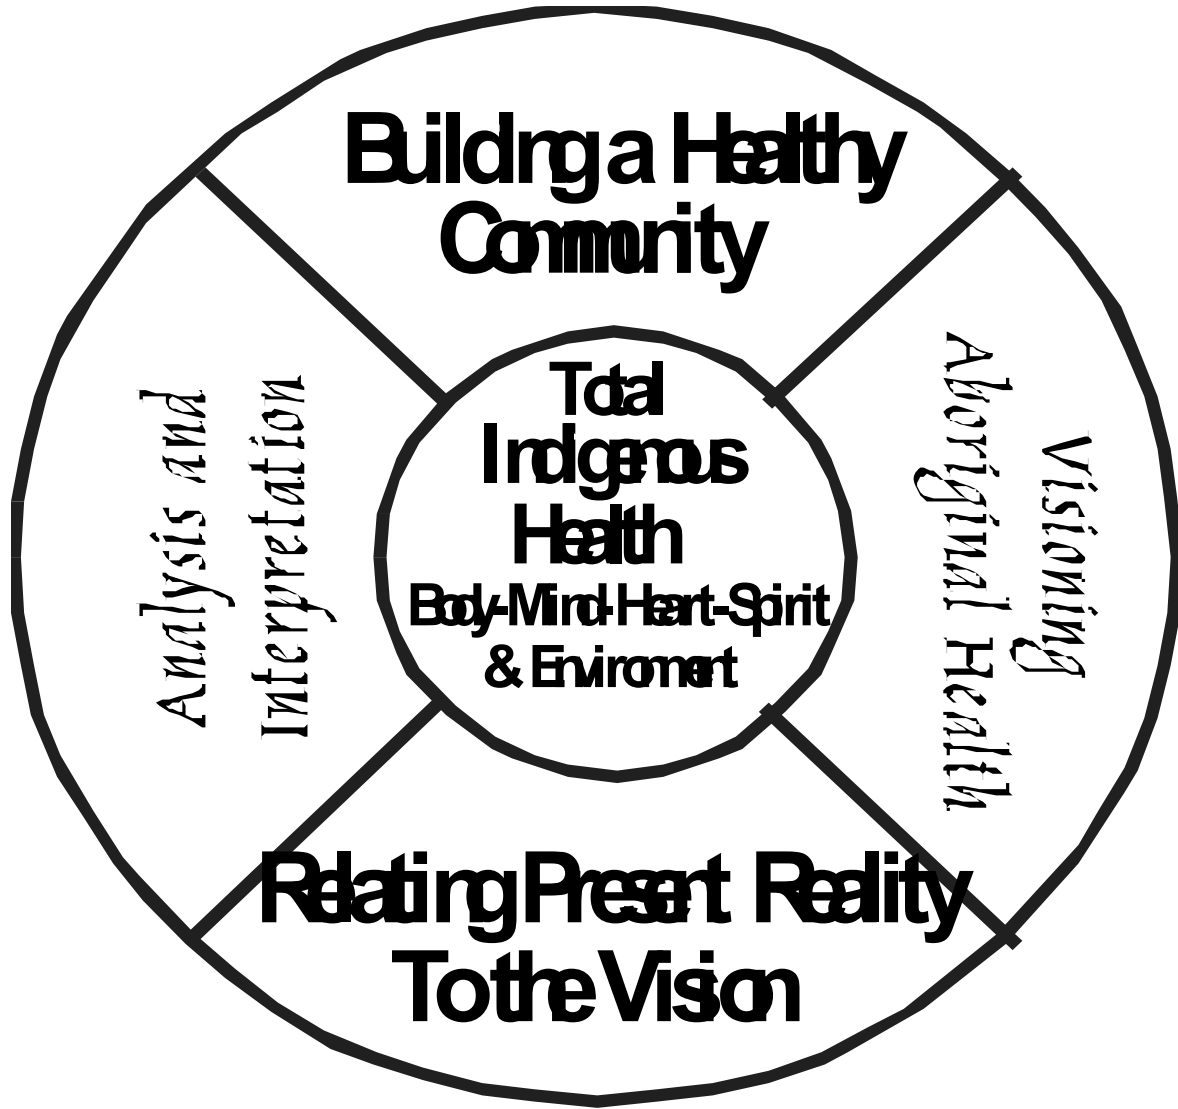 Building a Healthy
Community
Total
Indigenous
Health
Body-Mind-Heart-Spirit
& Environment
Analysis and
Interpretation
Visioning
Aboriginal Health
Relating Present Reality
To the Vision